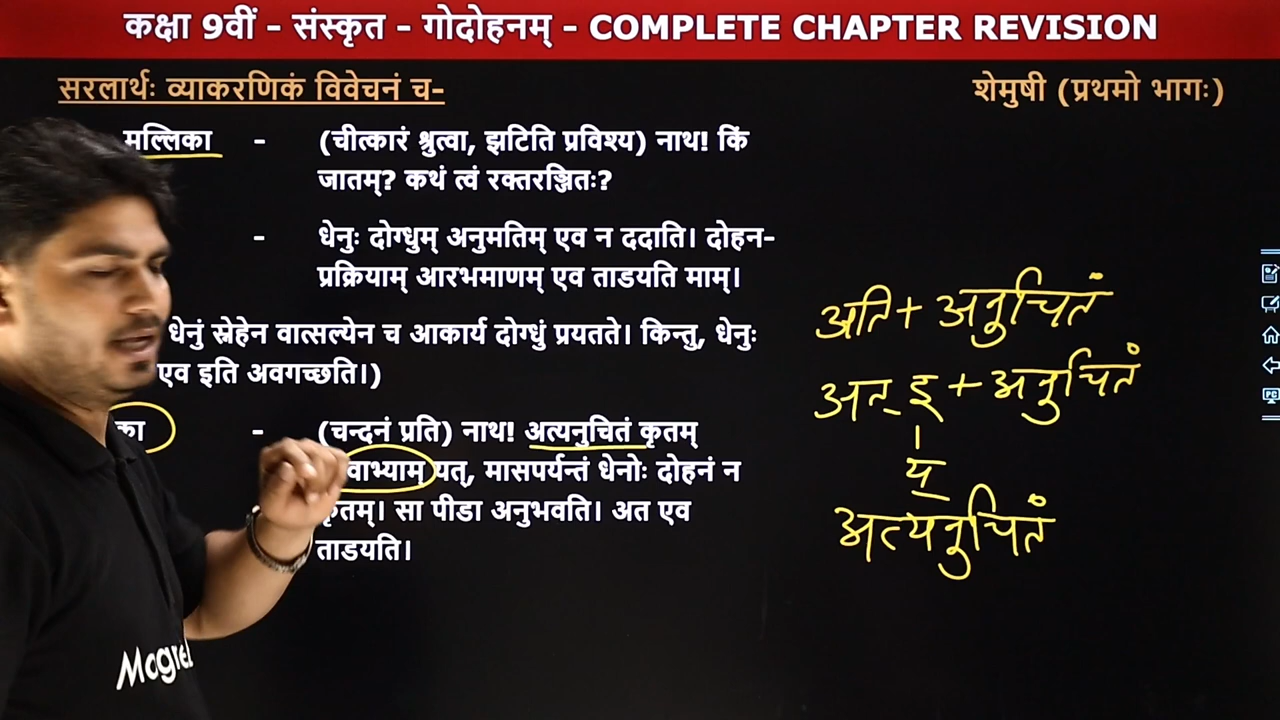 कक्षा 9वीं – संस्कृत – गोदोहनम् – COMPLETE CHAPTER REVISION
सरलार्थः व्याकरणिकं विवेचनं च-
शेमुषी (प्रथमो भागः)
मल्लिका - (चीत्कारं श्रुत्वा, झटिति प्रविश्य) नाथ! किं
जातम्? कथं त्वं रक्तरञ्जितः?
- धेनुः दोग्धुम् अनुमतिम् एव न ददाति। दोहन-
प्रक्रियाम् आरभमाणम् एव ताडयति माम्।
धेनुं स्नेहेन वात्सल्येन च आकार्य दोग्धुं प्रयतते। किन्तु, धेनुः
एव इति अवगच्छति।)
का - (चन्दनं प्रति) नाथ! अत्यनुचितं कृतम्
वाभ्याम् यत्, मासपर्यन्तं धेनोः दोहनं न
कृतम्। सा पीडा अनुभवति। अत एव
ताडयति।
अति + अनुचितं
अत् इ + अनुचितं
य्
अत्यनुचितं